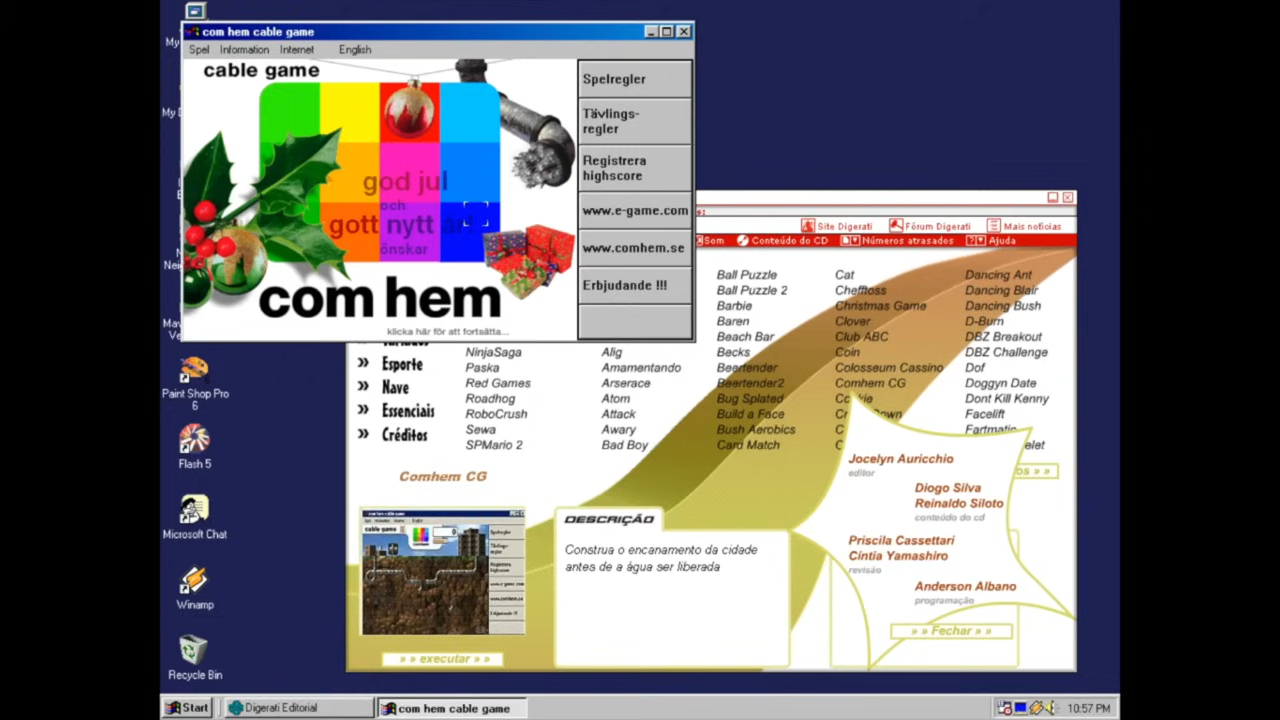 com hem cable game
Spel Information Internet English
cable game
god jul
och
gott nytt år!
önskar
com hem
klicka här för att fortsätta...
Spelregler
Tävlings-
regler
Registrera
highscore
www.e-game.com
www.comhem.se
Erbjudande !!!
Site Digerati Fórum Digerati Mais notícias
Som Conteúdo do CD Números atrasados Ajuda
» Esporte
» Nave
» Essenciais
» Créditos
NinjaSaga
Paska
Red Games
Roadhog
RoboCrush
Sewa
SPMario 2
Alig
Amamentando
Arserace
Atom
Attack
Awary
Bad Boy
Ball Puzzle
Ball Puzzle 2
Barbie
Baren
Beach Bar
Becks
Beertender
Beertender2
Bug Splated
Build a Face
Bush Aerobics
Card Match
Cat
Cheftoss
Christmas Game
Clover
Club ABC
Coin
Colosseum Cassino
Comhem CG
Dancing Ant
Dancing Blair
Dancing Bush
D-Burn
DBZ Breakout
DBZ Challenge
Dof
Doggyn Date
Dont Kill Kenny
Facelift
Fartmatic
Comhem CG
» » executar » »
DESCRIÇÃO
Construa o encanamento da cidade
antes de a água ser liberada
Jocelyn Auricchio
editor
Diogo Silva
Reinaldo Siloto
conteúdo do cd
Priscila Cassettari
Cíntia Yamashiro
revisão
Anderson Albano
programação
» » Fechar » »
Paint Shop Pro
6
Flash 5
Microsoft Chat
Winamp
Recycle Bin
Start Digerati Editorial com hem cable game 10:57 PM